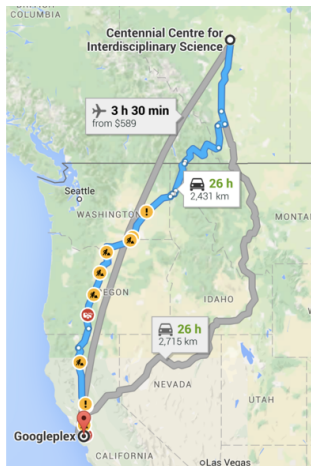 BRITISH
COLUMBIA
Centennial Centre for
Interdisciplinary Science
3 h 30 min
from $589
26 h
2,431 km
Seattle
WASHINGTON
MONTA
OREGON
IDAHO
26 h
2,715 km
NEVADA
UTAH
Googleplex
CALIFORNIA
Las Vegas